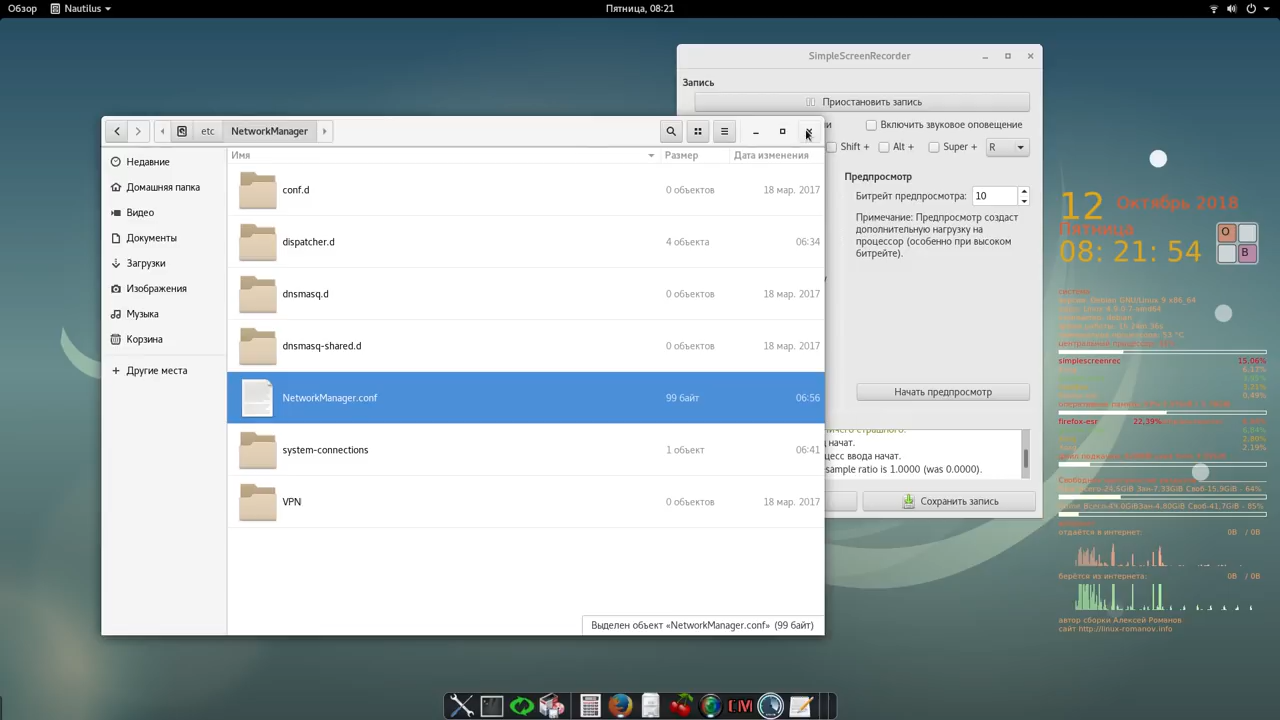 Обзор
Nautilus
Пятница, 08:21
SimpleScreenRecorder
Запись
Приостановить запись
Включить звуковое оповещение
Shift +
Alt +
Super +
R
Предпросмотр
Битрейт предпросмотра:
10
Примечание: Предпросмотр создаст
дополнительную нагрузку на
процессор (особенно при высоком
битрейте).
Начать предпросмотр
начат.
ввода начат.
sample ratio is 1.0000 (was 0.0000).
Сохранить запись
etc
NetworkManager
Недавние
Домашняя папка
Видео
Документы
Загрузки
Изображения
Музыка
Корзина
Другие места
Имя
Размер
Дата изменения
conf.d
0 объектов
18 мар. 2017
dispatcher.d
4 объекта
06:34
dnsmasq.d
0 объектов
18 мар. 2017
dnsmasq-shared.d
0 объектов
18 мар. 2017
NetworkManager.conf
99 байт
06:56
system-connections
1 объект
06:41
VPN
0 объектов
18 мар. 2017
Выделен объект «NetworkManager.conf» (99 байт)
12
Октябрь 2018
Пятница
08: 21: 54
O
B
simplescreenrec
15,06%
firefox-esr
22,39%
отдаётся в интернет:
0B / 0B
берётся из интернета:
0B / 0B
автор сборки Алексей Романов
сайт http://linux-romanov.info